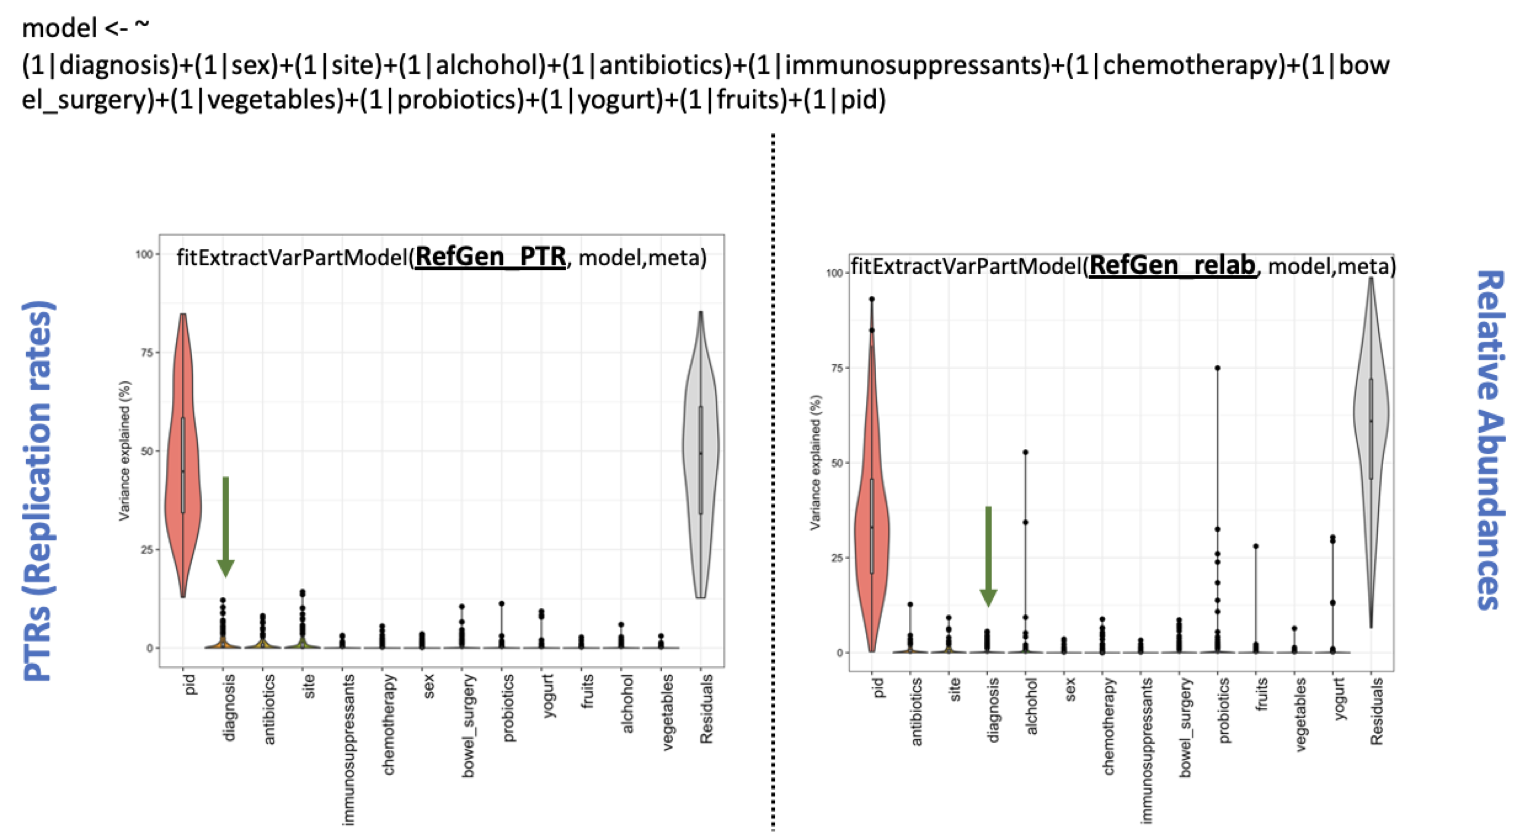 model <- ~
(1|diagnosis)+(1|sex)+(1|site)+(1|alchohol)+(1|antibiotics)+(1|immunosuppressants)+(1|chemotherapy)+(1|bow
el_surgery)+(1|vegetables)+(1|probiotics)+(1|yogurt)+(1|fruits)+(1|pid)
PTRs (Replication rates)
fitExtractVarPartModel(RefGen_PTR, model,meta)
Variance explained (%)
100
75
50
25
0
pid
diagnosis
antibiotics
site
immunosuppressants
chemotherapy
sex
bowel_surgery
probiotics
yogurt
fruits
alchohol
vegetables
Residuals
fitExtractVarPartModel(RefGen_relab, model,meta)
Variance explained (%)
100
75
50
25
0
pid
antibiotics
site
diagnosis
alchohol
sex
chemotherapy
immunosuppressants
bowel_surgery
probiotics
fruits
vegetables
yogurt
Residuals
Relative Abundances